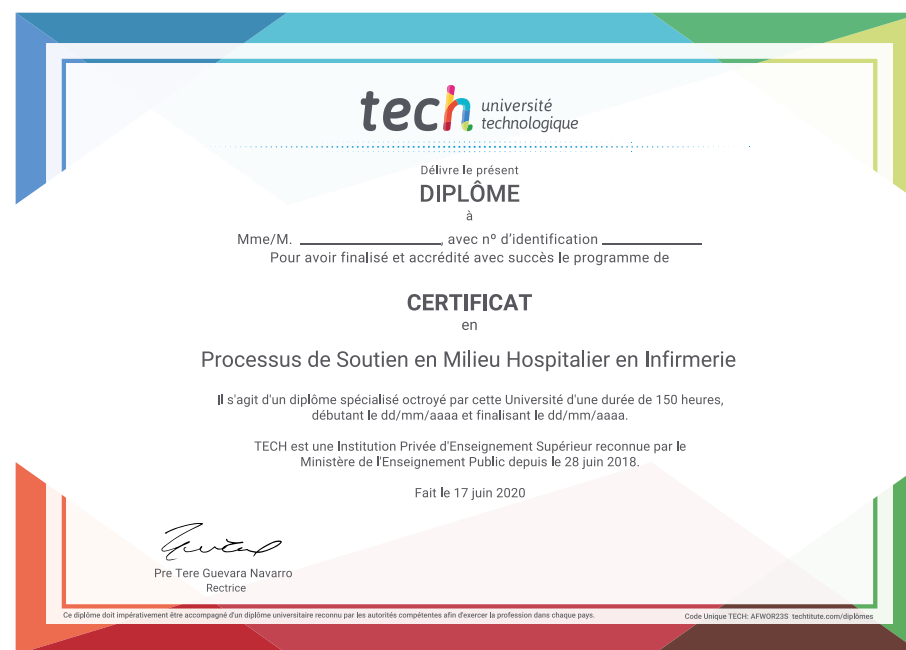 tech université
technologique
Délivre le présent
DIPLÔME
à
Mme/M. ____________________, avec nº d'identification ______________
Pour avoir finalisé et accrédité avec succès le programme de
CERTIFICAT
en
Processus de Soutien en Milieu Hospitalier en Infirmerie
Il s'agit d'un diplôme spécialisé octroyé par cette Université d'une durée de 150 heures,
débutant le dd/mm/aaaa et finalisant le dd/mm/aaaa.
TECH est une Institution Privée d'Enseignement Supérieur reconnue par le
Ministère de l'Enseignement Public depuis le 28 juin 2018.
Fait le 17 juin 2020
Pre Tere Guevara Navarro
Rectrice
Ce diplôme doit impérativement être accompagné d'un diplôme universitaire reconnu par les autorités compétentes afin d'exercer la profession dans chaque pays.
Code Unique TECH: AFWOR23S techtitute.com/diplômes